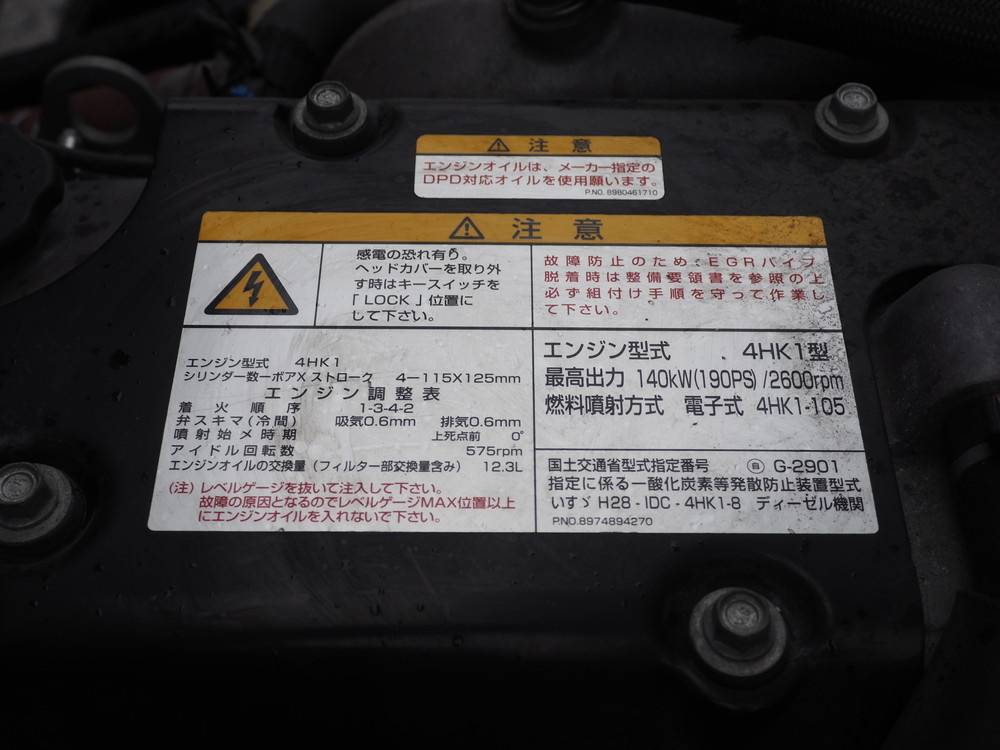 ⚠ 注意
エンジンオイルは、メーカー指定の
DPD対応オイルを使用願います。
P.NO. 8980461710
⚠ 注意
感電の恐れ有り。
ヘッドカバーを取り外
す時はキースイッチを
「LOCK」位置に
して下さい。
故障防止のため、EGRパイプ
脱着時は整備要領書を参照の上
必ず組付け手順を守って作業し
て下さい。
エンジン型式 4HK1
シリンダー数ーボアX ストローク 4ー115X125mm
エンジン調整表
着火順序 1-3-4-2
弁スキマ(冷間) 吸気0.6mm 排気0.6mm
噴射始メ時期 上死点前 0°
アイドル回転数 575rpm
エンジンオイルの交換量(フィルター部交換量含み) 12.3L
(注)レベルゲージを抜いて注入して下さい。
故障の原因となるのでレベルゲージMAX位置以上
にエンジンオイルを入れないで下さい。
エンジン型式 4HK1型
最高出力 140kW(190PS)/2600rpm
燃料噴射方式 電子式 4HK1-105
国土交通省型式指定番号 G-2901
指定に係る一酸化炭素等発散防止装置型式
いすゞ H28-IDC-4HK1-8 ディーゼル機関
P.NO.8974894270